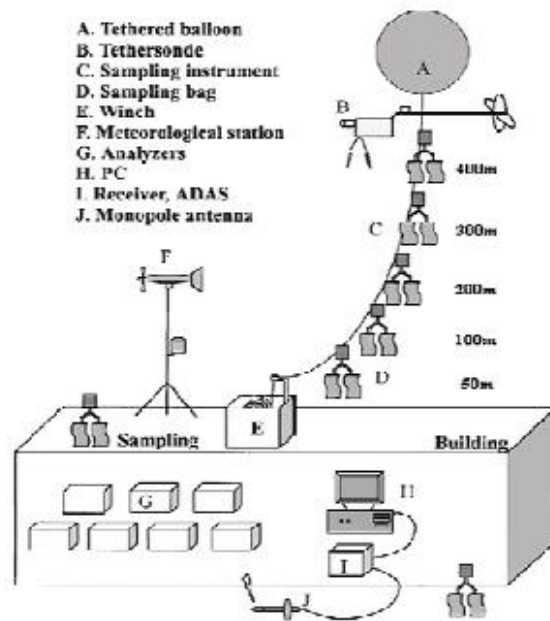 A. Tethered balloon
B. Tethersonde
C. Sampling instrument
D. Sampling bag
E. Winch
F. Meteorological station
G. Analyzers
H. PC
I. Receiver, ADAS
J. Monopole antenna
A
B
400m
C
300m
F
200m
100m
D
50m
E
Sampling
Building
G
H
I
J